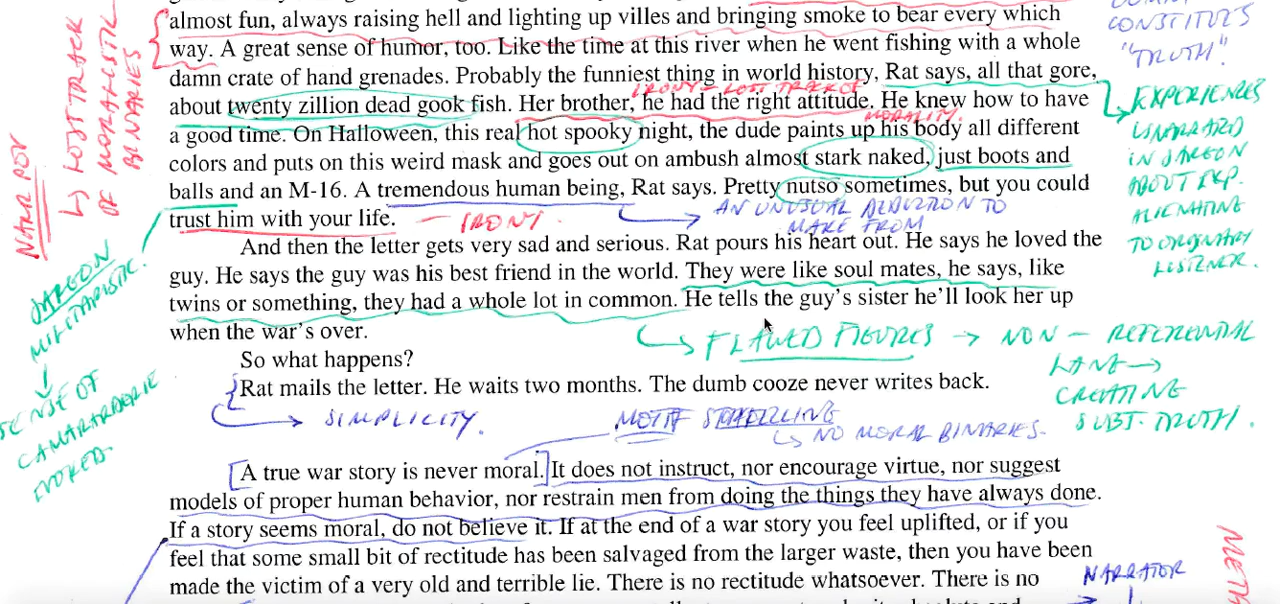 almost fun, always raising hell and lighting up villes and bringing smoke to bear every which
way. A great sense of humor, too. Like the time at this river when he went fishing with a whole
damn crate of hand grenades. Probably the funniest thing in world history, Rat says, all that gore,
about twenty zillion dead gook fish. Her brother, he had the right attitude. He knew how to have
a good time. On Halloween, this real hot spooky night, the dude paints up his body all different
colors and puts on this weird mask and goes out on ambush almost stark naked, just boots and
balls and an M-16. A tremendous human being, Rat says. Pretty nutso sometimes, but you could
trust him with your life.
And then the letter gets very sad and serious. Rat pours his heart out. He says he loved the
guy. He says the guy was his best friend in the world. They were like soul mates, he says, like
twins or something, they had a whole lot in common. He tells the guy's sister he'll look her up
when the war's over.
So what happens?
Rat mails the letter. He waits two months. The dumb cooze never writes back.
A true war story is never moral. It does not instruct, nor encourage virtue, nor suggest
models of proper human behavior, nor restrain men from doing the things they have always done.
If a story seems moral, do not believe it. If at the end of a war story you feel uplifted, or if you
feel that some small bit of rectitude has been salvaged from the larger waste, then you have been
made the victim of a very old and terrible lie. There is no rectitude whatsoever. There is no
NARR POV
↳ LOST TRACK
OF MORALISTIC
BINARIES
IRONY - LOST TRACK OF
MORALITY.
CONSTITUTES
"TRUTH".
EXPERIENCES
IN JARGON
ALIENATING
TO ORDINARY
LISTENER.
IRONY.
AN UNUSUAL DEDUCTION TO
MAKE FROM
JARGON
MILITARISTIC.
SENSE OF
CAMARADERIE
EVOKED.
FLAWED FIGURES → NON - REFERENTIAL
LANG →
CREATING
SUBJ. TRUTH.
SIMPLICITY.
MOTIF
↳ NO MORAL BINARIES.
NARRATOR